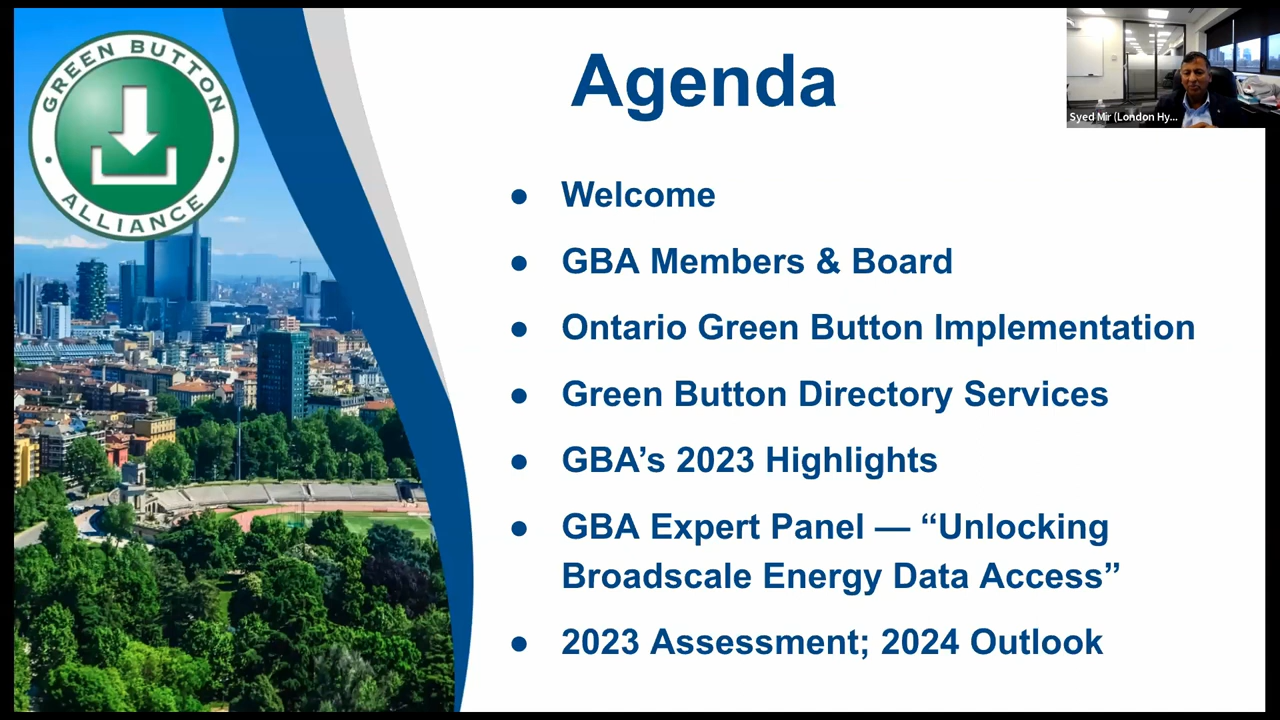 GREEN BUTTON
ALLIANCE
Agenda
Syed Mir (London Hy...
● Welcome
● GBA Members & Board
● Ontario Green Button Implementation
● Green Button Directory Services
● GBA’s 2023 Highlights
● GBA Expert Panel — “Unlocking
Broadscale Energy Data Access”
● 2023 Assessment; 2024 Outlook